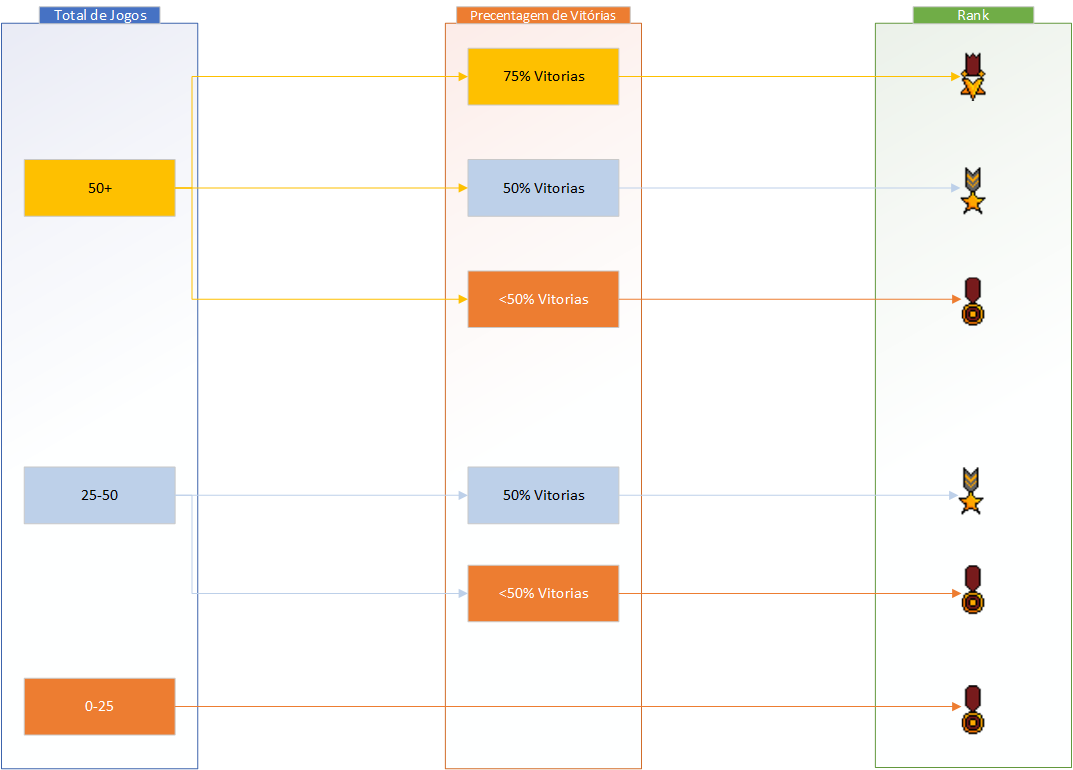 Total de Jogos
Precentagem de Vitórias
Rank
75% Vitorias
50+
50% Vitorias
<50% Vitorias
25-50
50% Vitorias
<50% Vitorias
0-25